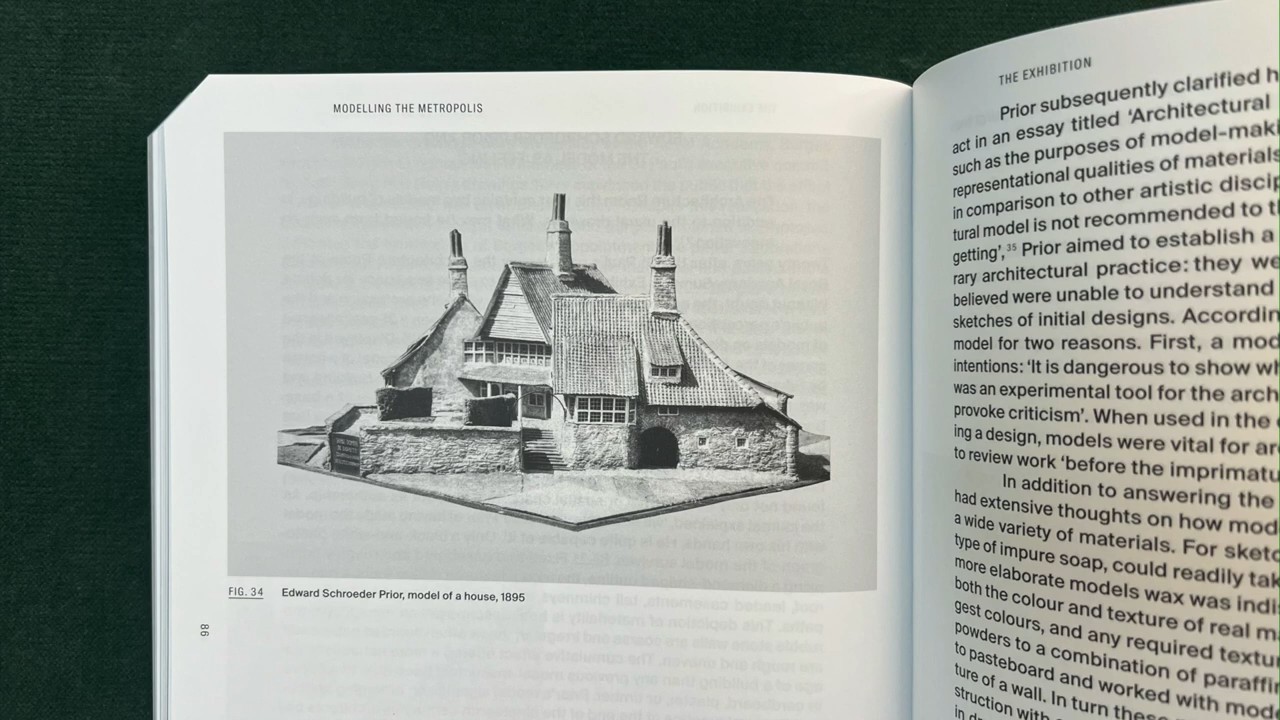 MODELLING THE METROPOLIS
FIG. 34 Edward Schroeder Prior, model of a house, 1895
86
THE EXHIBITION
Prior subsequently clarified h
act in an essay titled ‘Architectural
such as the purposes of model-maki
representational qualities of materials
in comparison to other artistic discip
tural model is not recommended to t
getting’,35 Prior aimed to establish a
rary architectural practice: they we
believed were unable to understand
sketches of initial designs. Accordin
model for two reasons. First, a mod
intentions: ‘It is dangerous to show wh
was an experimental tool for the arch
provoke criticism’. When used in the
ing a design, models were vital for ar
to review work ‘before the imprimatu
In addition to answering the
had extensive thoughts on how mod
a wide variety of materials. For sketc
type of impure soap, could readily tak
more elaborate models wax was indi
both the colour and texture of real m
gest colours, and any required textur
powders to a combination of paraffin
to pasteboard and worked with mode
ture of a wall. In turn these
struction with